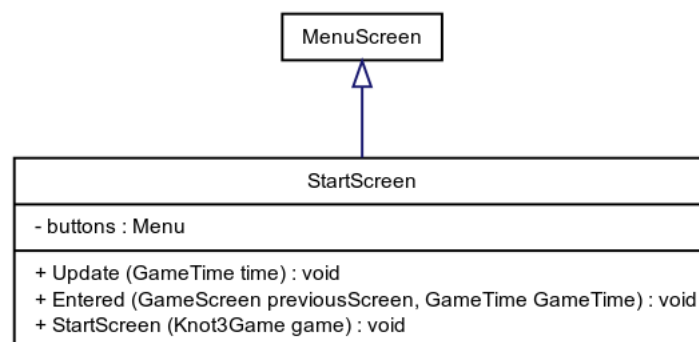 MenuScreen
StartScreen
- buttons : Menu
+ Update (GameTime time) : void
+ Entered (GameScreen previousScreen, GameTime GameTime) : void
+ StartScreen (Knot3Game game) : void